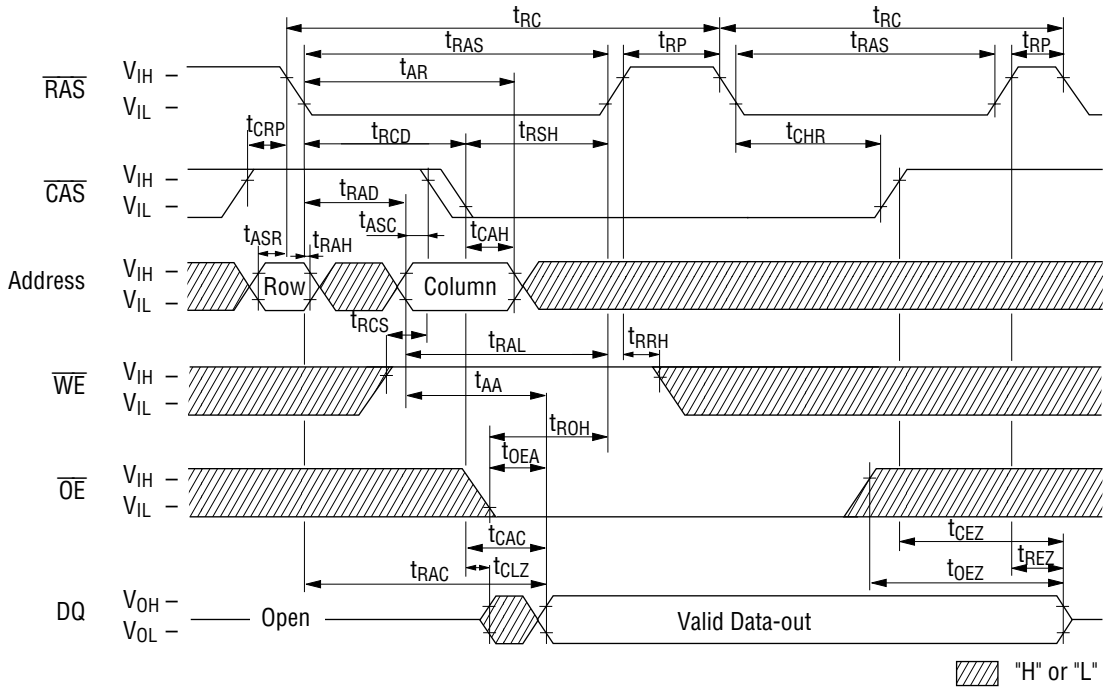 tRC tRC
tRAS tRP tRAS tRP
tAR
RAS VIH –
VIL –
tCRP tRCD tRSH tCHR
CAS VIH –
VIL –
tRAD
tASC tCAH
tASR tRAH
Address VIH –
VIL –
Row Column
tRCS tRAL tRRH
WE VIH –
VIL –
tAA
tROH
tOEA
OE VIH –
VIL –
tCAC tCEZ
tRAC tCLZ tOEZ tREZ
DQ VOH –
VOL –
Open Valid Data-out
"H" or "L"